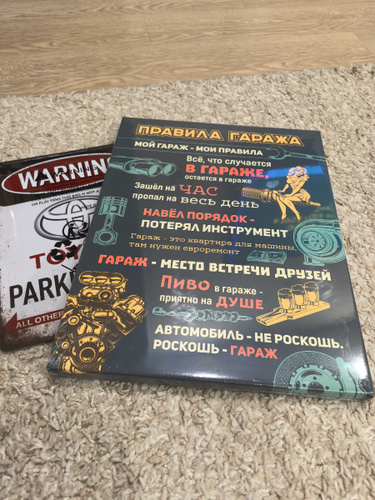 ПРАВИЛА ГАРАЖА
МОЙ ГАРАЖ - МОИ ПРАВИЛА
Всё, что случается
В ГАРАЖЕ,
остается в гараже
Зашёл на ЧАС
пропал на весь день
НАВЁЛ ПОРЯДОК -
ПОТЕРЯЛ ИНСТРУМЕНТ
Гараж - это квартира для машины,
там нужен евроремонт
ГАРАЖ - МЕСТО ВСТРЕЧИ ДРУЗЕЙ
Пиво в гараже -
приятно на ДУШЕ
АВТОМОБИЛЬ - НЕ РОСКОШЬ.
РОСКОШЬ - ГАРАЖ
WARNIN
TO
PARK
ALL OTHER